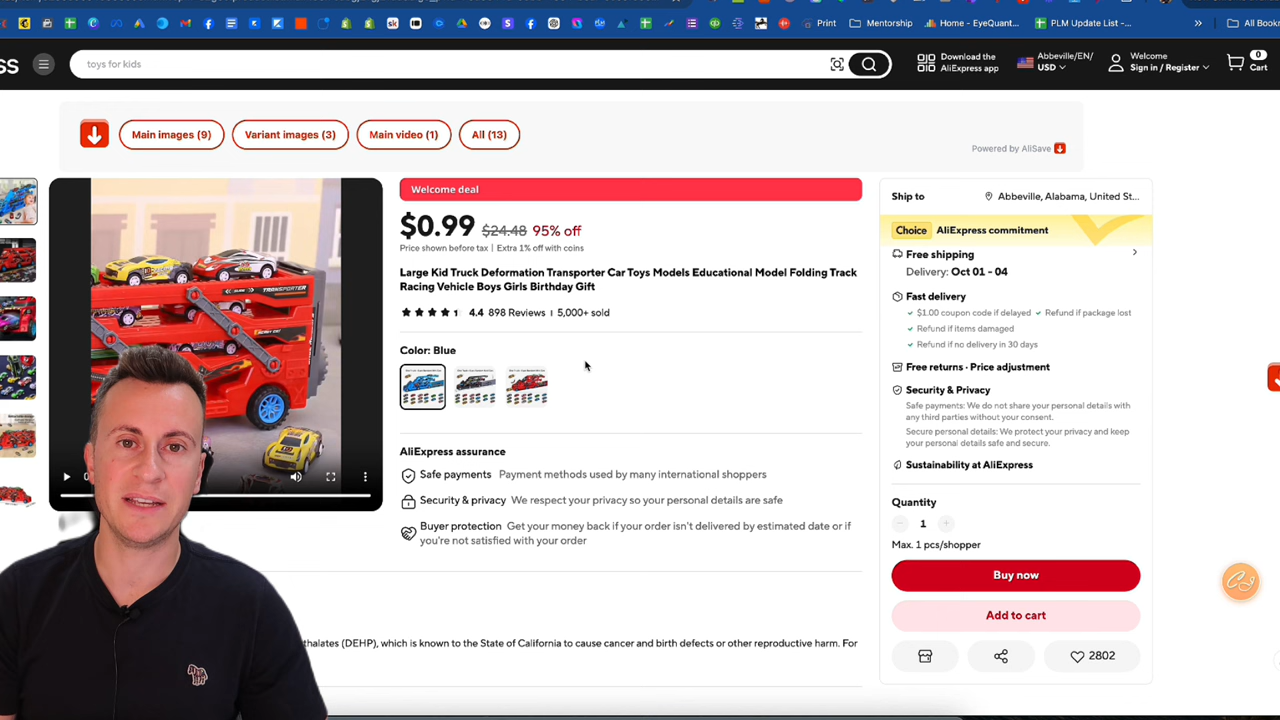 Print
Mentorship
Home - EyeQuant...
PLM Update List -...
»
All Book
ss
toys for kids
Download the
AliExpress app
Abbeville/EN/
USD
Welcome
Sign in / Register
0
Cart
Main images (9)
Variant images (3)
Main video (1)
All (13)
Powered by AliSave
TRANSPORTER
Welcome deal
$0.99 $24.48 95% off
Price shown before tax | Extra 1% off with coins
Large Kid Truck Deformation Transporter Car Toys Models Educational Model Folding Track
Racing Vehicle Boys Girls Birthday Gift
4.4 898 Reviews | 5,000+ sold
Color: Blue
AliExpress assurance
Safe payments Payment methods used by many international shoppers
Security & privacy We respect your privacy so your personal details are safe
Buyer protection Get your money back if your order isn't delivered by estimated date or if
you're not satisfied with your order
thalates (DEHP), which is known to the State of California to cause cancer and birth defects or other reproductive harm. For
Ship to
Abbeville, Alabama, United St...
Choice AliExpress commitment
Free shipping
Delivery: Oct 01 - 04
Fast delivery
$1.00 coupon code if delayed Refund if package lost
Refund if items damaged
Refund if no delivery in 30 days
Free returns · Price adjustment
Security & Privacy
Safe payments: We do not share your personal details with
any third parties without your consent.
Secure personal details: We protect your privacy and keep
your personal details safe and secure.
Sustainability at AliExpress
Quantity
- 1 +
Max. 1 pcs/shopper
Buy now
Add to cart
2802